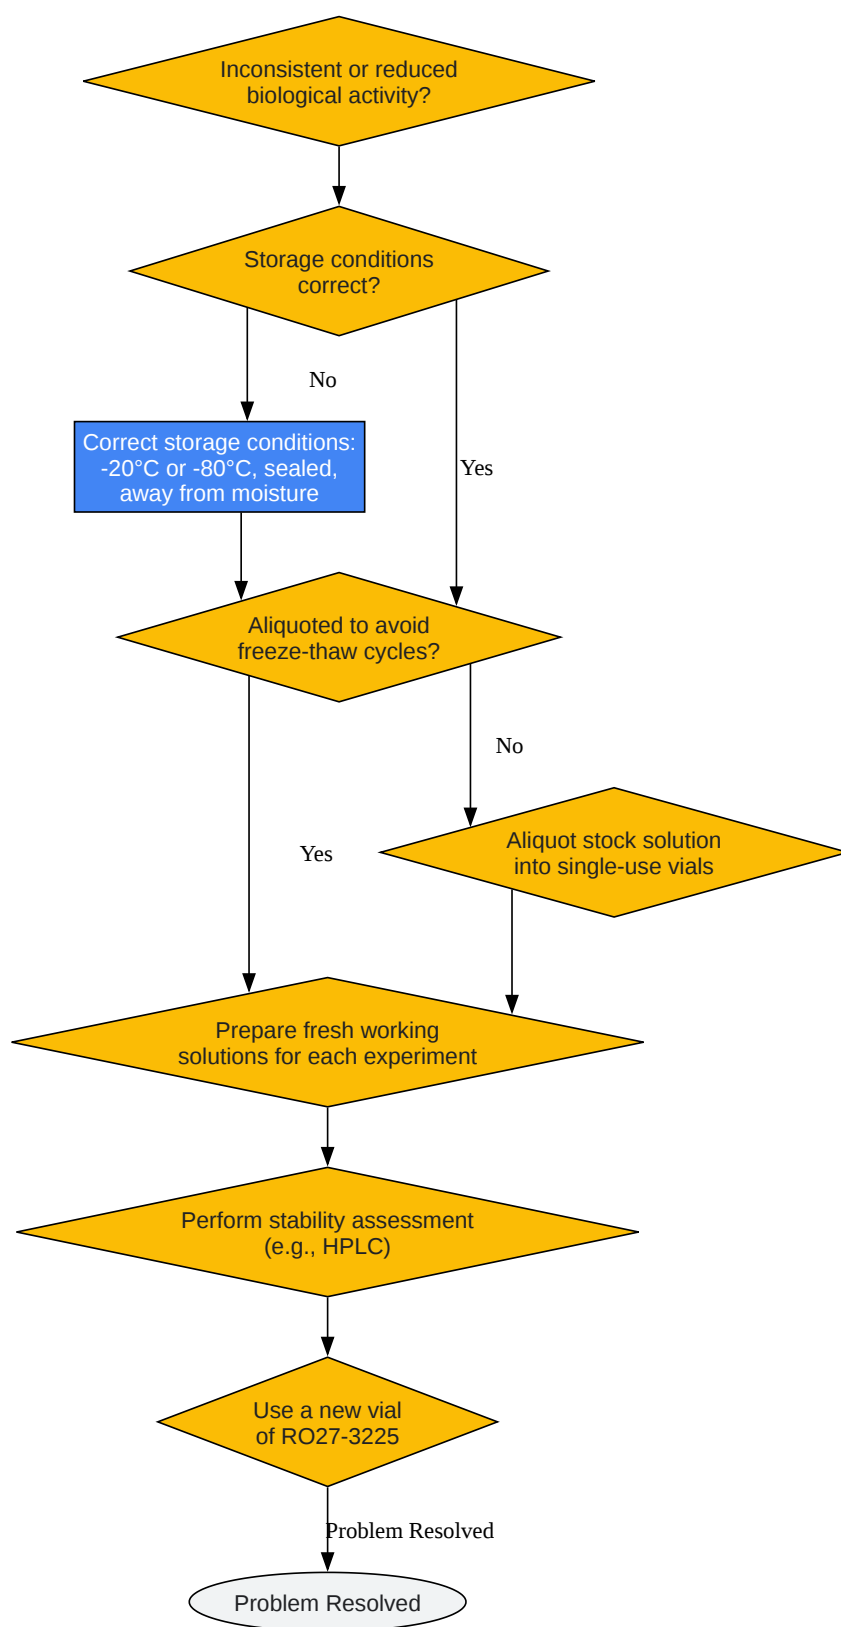 Inconsistent or reduced
biological activity?
Storage conditions
correct?
No
Correct storage conditions:
-20°C or -80°C, sealed,
away from moisture
Yes
Aliquoted to avoid
freeze-thaw cycles?
No
Aliquot stock solution
into single-use vials
Yes
Prepare fresh working
solutions for each experiment
Perform stability assessment
(e.g., HPLC)
Use a new vial
of RO27-3225
Problem Resolved
Problem Resolved